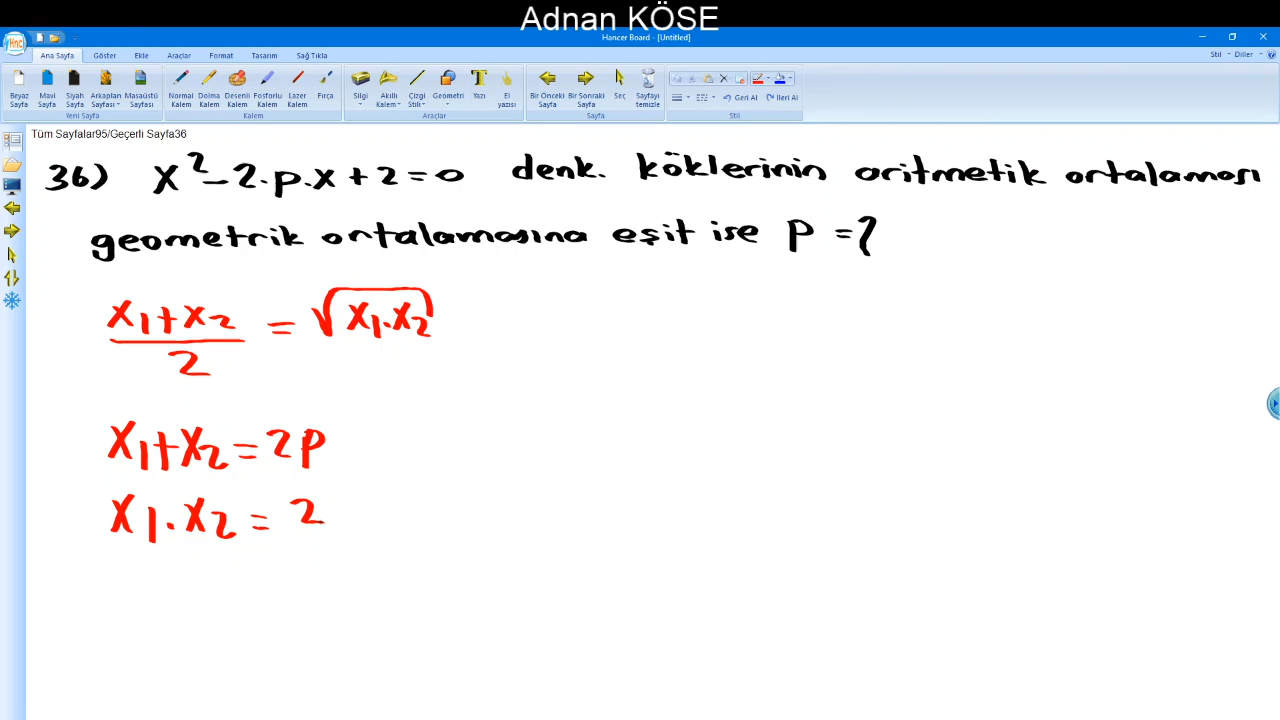 Adnan KÖSE
Hancer Board - [Untitled]
Ana Sayfa Göster Ekle Araçlar Format Tasarım Sağ Tıkla Stil Diller
Beyaz Sayfa Mavi Sayfa Siyah Sayfa Arkaplan Sayfası Masaüstü Sayfası Normal Kalem Dolma Kalem Desenli Kalem Fosforlu Kalem Lazer Kalem Fırça Silgi Akıllı Kalem Çizgi Stili Geometri Yazı El yazısı Bir Önceki Sayfa Bir Sonraki Sayfa Seç Sayfayı temizle Geri Al İleri Al
Yeni Sayfa Kalem Araçlar Sayfa Stil
Tüm Sayfalar95/Geçerli Sayfa36
36) x² - 2.p.x + 2 = 0 denk. köklerinin aritmetik ortalaması
geometrik ortalamasına eşit ise p = ?
(x₁+x₂)/2 = √(x₁.x₂)
x₁+x₂ = 2p
x₁.x₂ = 2